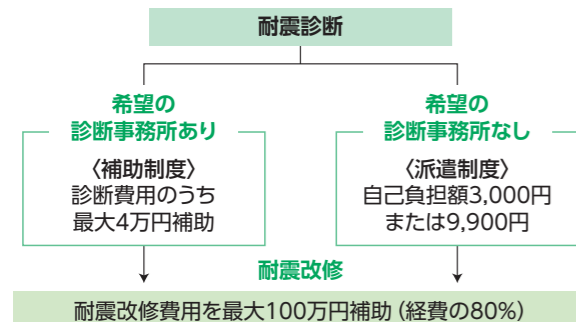 耐震診断
希望の
診断事務所あり
〈補助制度〉
診断費用のうち
最大4万円補助
希望の
診断事務所なし
〈派遣制度〉
自己負担額3,000円
または9,900円
耐震改修
耐震改修費用を最大100万円補助（経費の80%）